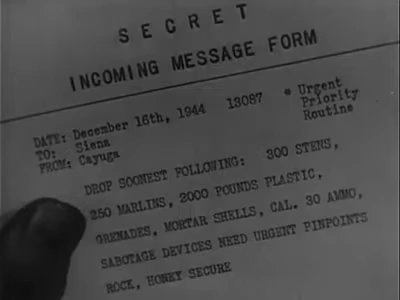 SECRET
INCOMING MESSAGE FORM
DATE: December 16th, 1944 13087 * Urgent
TO: Siena Priority
FROM: Cayuga Routine
DROP SOONEST FOLLOWING: 300 STENS,
250 MARLINS, 2000 POUNDS PLASTIC,
GRENADES, MORTAR SHELLS, CAL. 30 AMMO,
SABOTAGE DEVICES NEED URGENT PINPOINTS
ROCK, HONEY SECURE